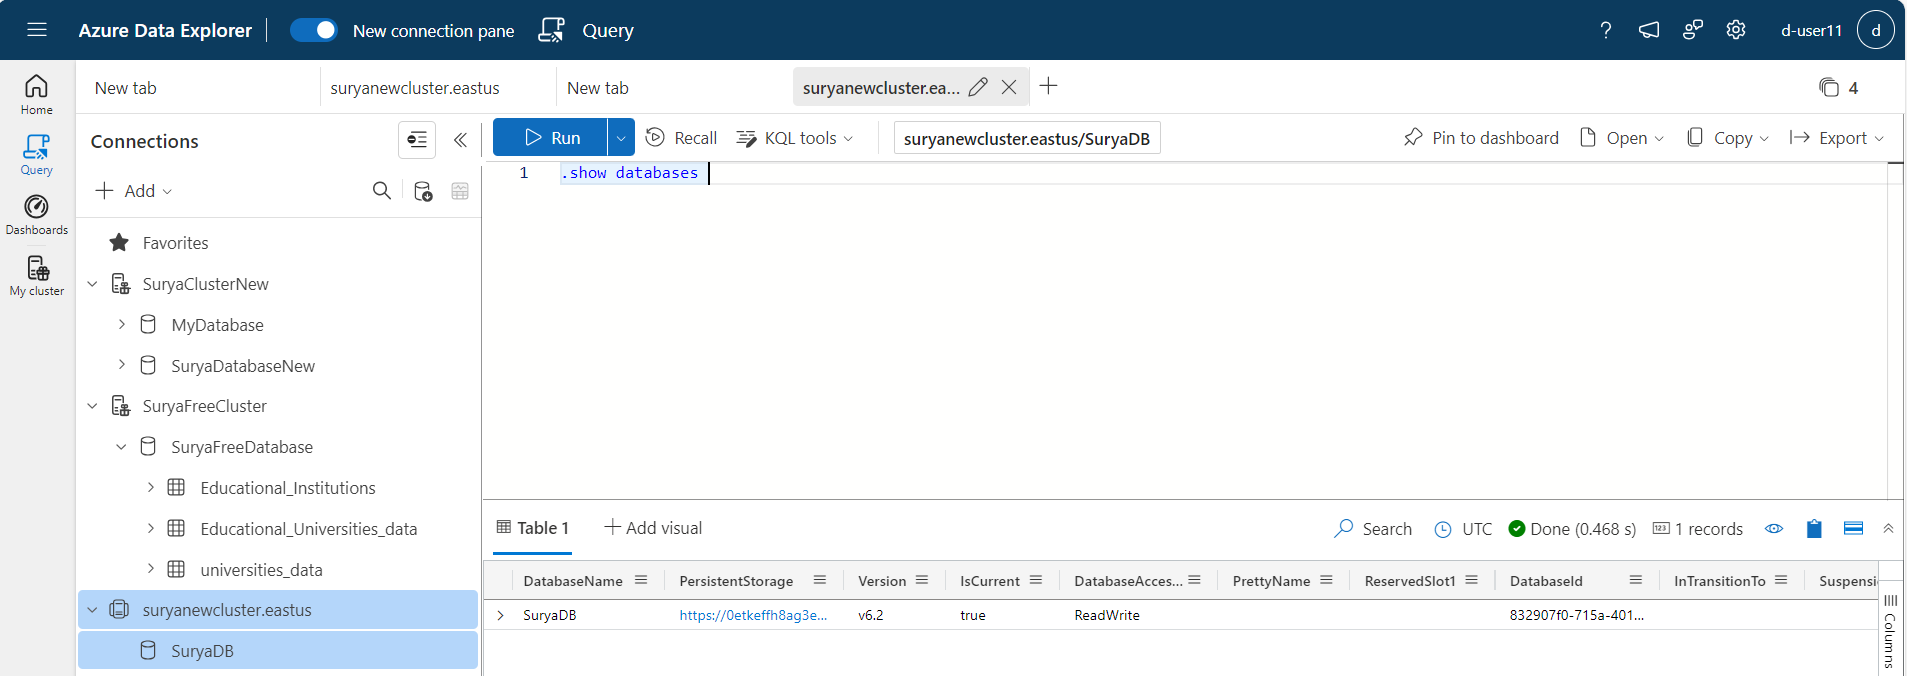 Azure Data Explorer New connection pane Query ? d-user11 d
New tab suryanewcluster.eastus New tab suryanewcluster.ea... 4
Home
Query
Dashboards
My cluster
Connections
Add
Favorites
SuryaClusterNew
MyDatabase
SuryaDatabaseNew
SuryaFreeCluster
SuryaFreeDatabase
Educational_Institutions
Educational_Universities_data
universities_data
suryanewcluster.eastus
SuryaDB
Run Recall KQL tools suryanewcluster.eastus/SuryaDB Pin to dashboard Open Copy Export
1 .show databases
Table 1 Add visual Search UTC Done (0.468 s) 1 records
DatabaseName PersistentStorage Version IsCurrent DatabaseAcces... PrettyName ReservedSlot1 DatabaseId InTransitionTo Suspensi
SuryaDB https://0etkeffh8ag3e... v6.2 true ReadWrite 832907f0-715a-401...
Columns